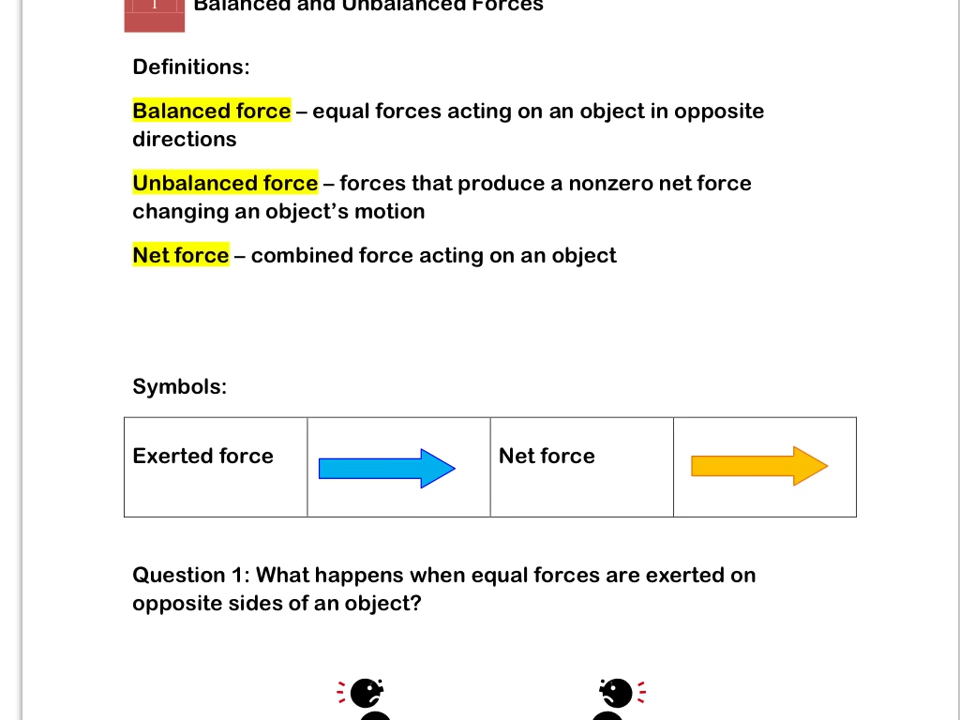 1
Balanced and Unbalanced Forces
Definitions:
Balanced force – equal forces acting on an object in opposite
directions
Unbalanced force – forces that produce a nonzero net force
changing an object’s motion
Net force – combined force acting on an object
Symbols:
Exerted force
Net force
Question 1: What happens when equal forces are exerted on
opposite sides of an object?